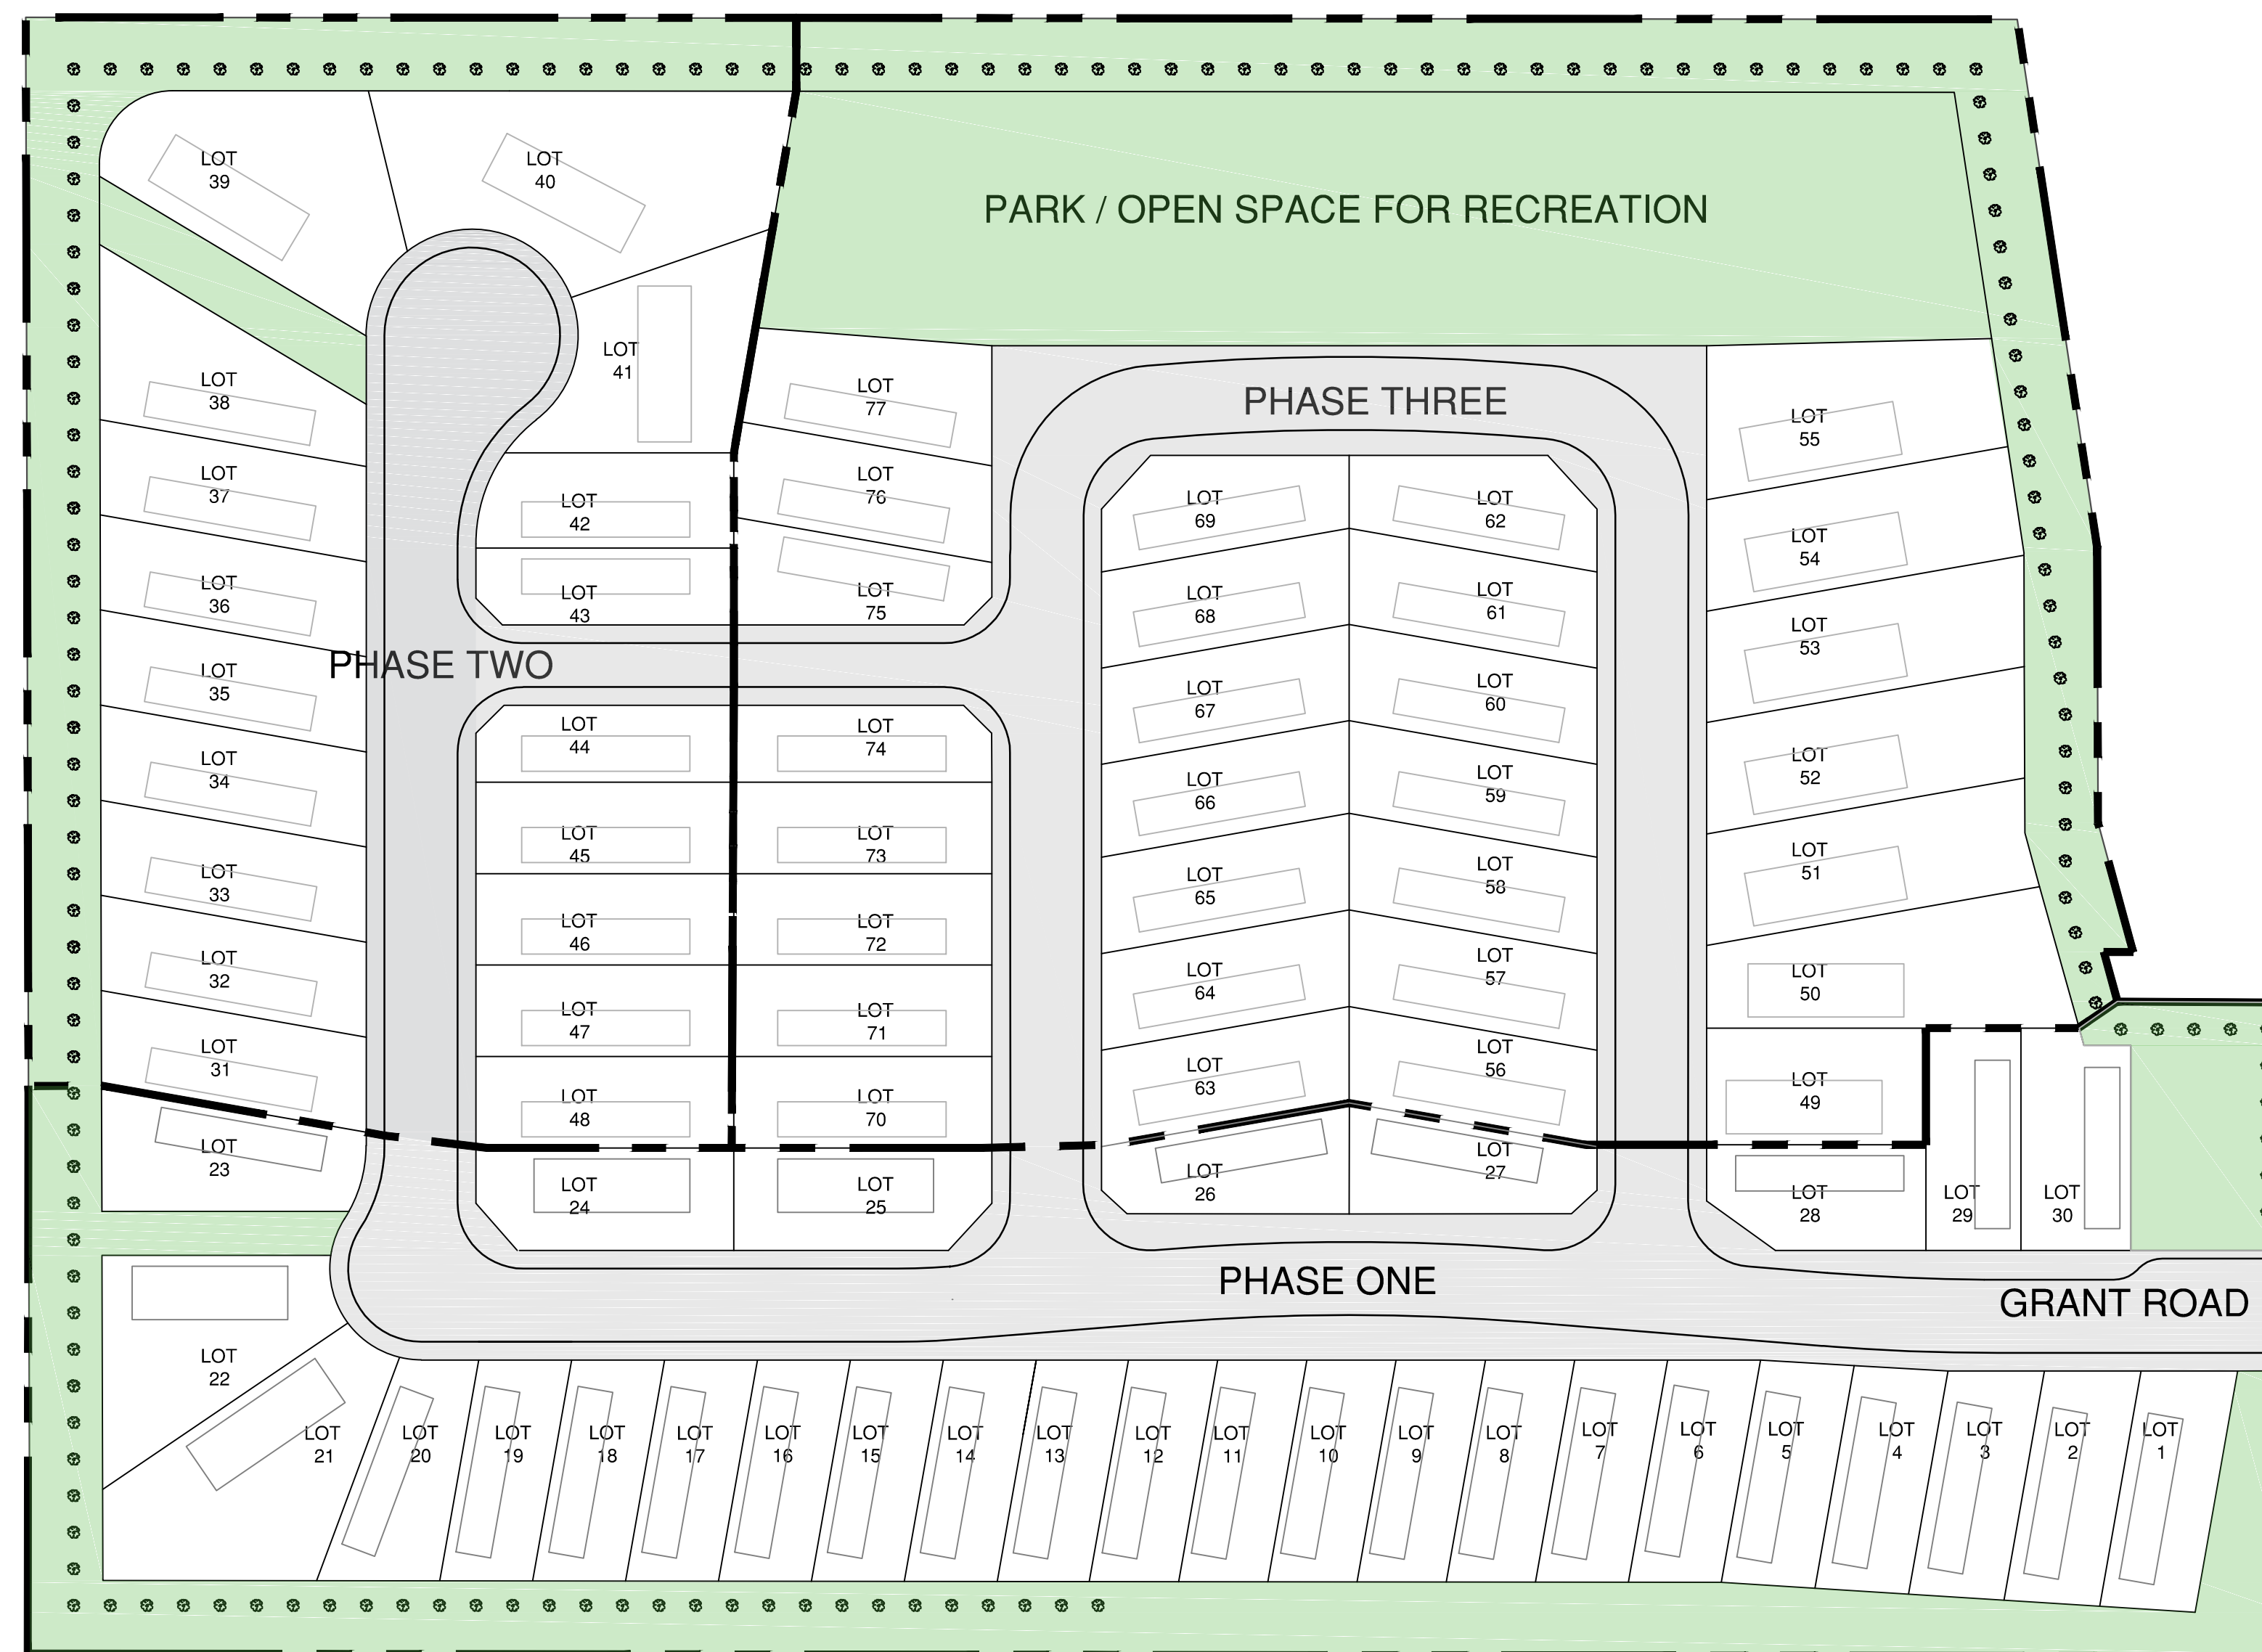 LOT
39
LOT
40
PARK / OPEN SPACE FOR RECREATION
LOT
41
LOT
38
LOT
77
PHASE THREE
LOT
55
LOT
37
LOT
42
LOT
76
LOT
69
LOT
62
LOT
54
LOT
36
LOT
43
LOT
75
LOT
68
LOT
61
LOT
53
PHASE TWO
LOT
35
LOT
67
LOT
60
LOT
44
LOT
74
LOT
34
LOT
66
LOT
59
LOT
52
LOT
45
LOT
73
LOT
33
LOT
65
LOT
58
LOT
51
LOT
46
LOT
72
LOT
32
LOT
64
LOT
57
LOT
50
LOT
47
LOT
71
LOT
31
LOT
63
LOT
56
LOT
49
LOT
48
LOT
70
LOT
23
LOT
24
LOT
25
LOT
26
LOT
27
LOT
28
LOT
29
LOT
30
PHASE ONE
GRANT ROAD
LOT
22
LOT
21
LOT
20
LOT
19
LOT
18
LOT
17
LOT
16
LOT
15
LOT
14
LOT
13
LOT
12
LOT
11
LOT
10
LOT
9
LOT
8
LOT
7
LOT
6
LOT
5
LOT
4
LOT
3
LOT
2
LOT
1